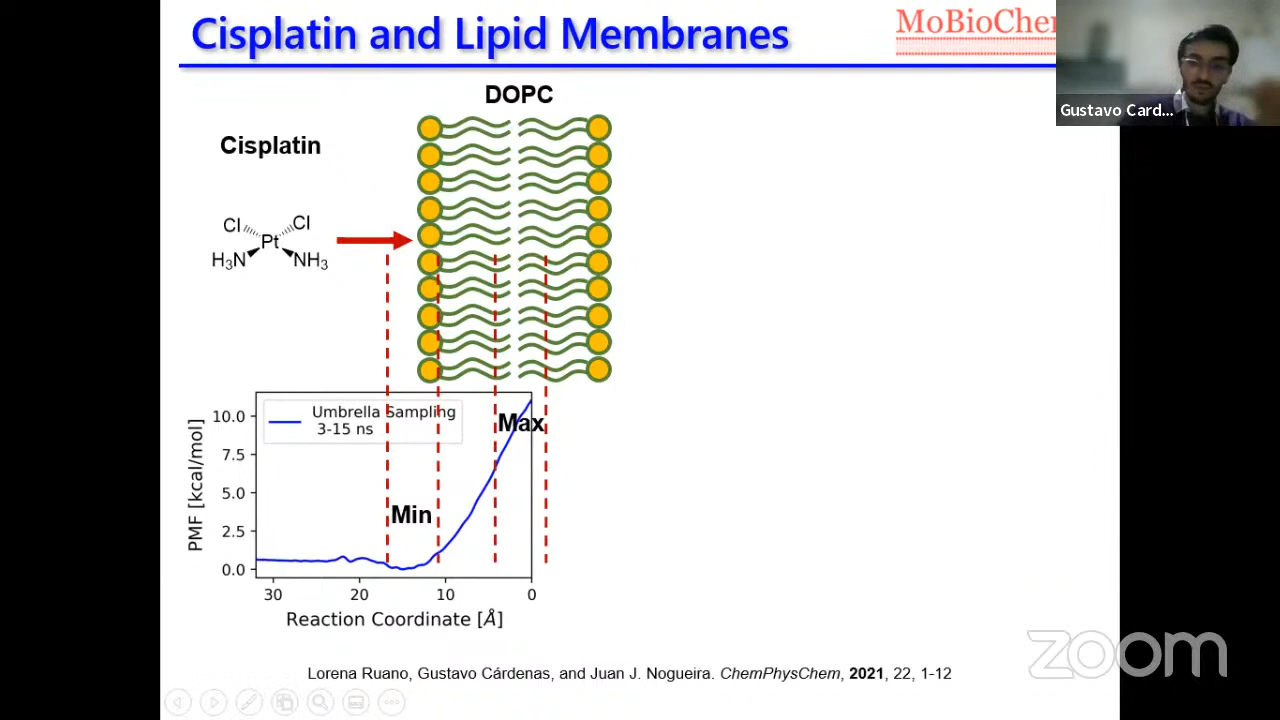 Cisplatin and Lipid Membranes
MoBioChem
Gustavo Card...
DOPC
Cisplatin
Cl
Cl
Pt
H3N
NH3
Umbrella Sampling
3-15 ns
Max
Min
PMF [kcal/mol]
10.0
7.5
5.0
2.5
0.0
30
20
10
0
Reaction Coordinate [Å]
Lorena Ruano, Gustavo Cárdenas, and Juan J. Nogueira. ChemPhysChem, 2021, 22, 1-12
zoom